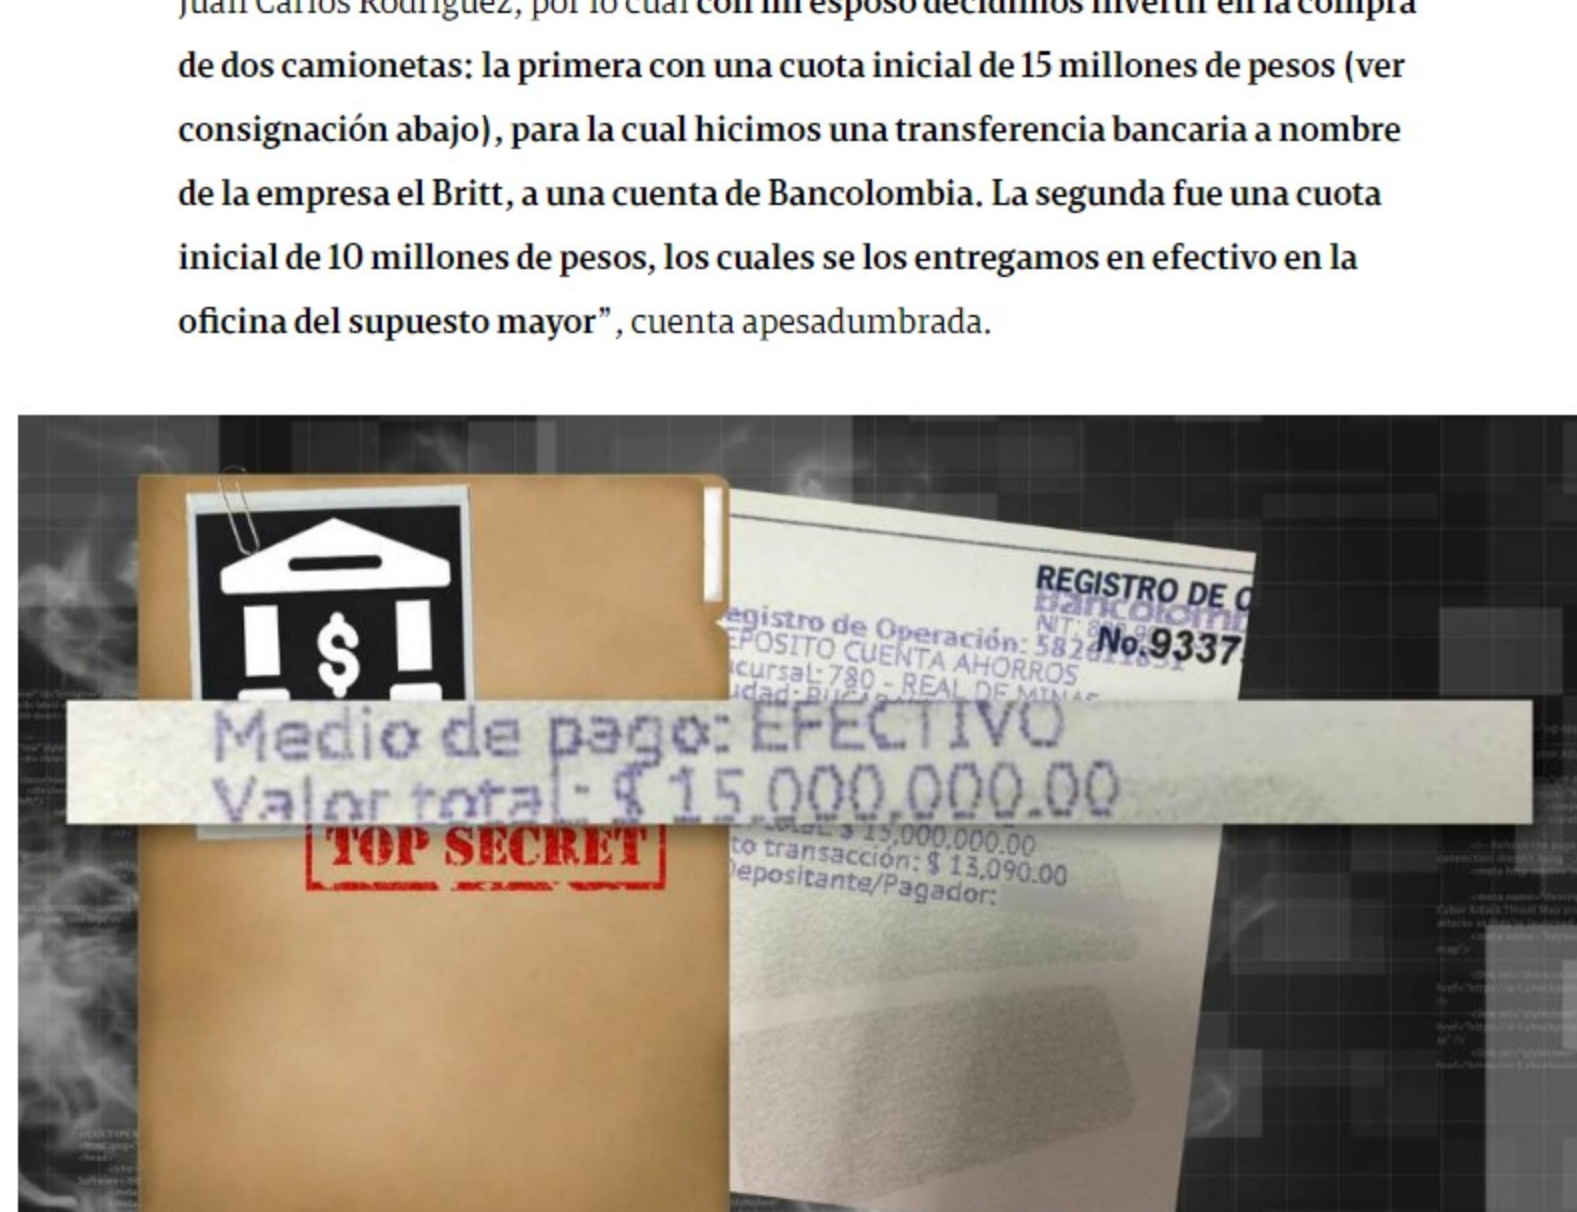 Juan Carlos Rodríguez, por lo cual con mi esposo decidimos invertir en la compra
de dos camionetas: la primera con una cuota inicial de 15 millones de pesos (ver
consignación abajo), para la cual hicimos una transferencia bancaria a nombre
de la empresa el Britt, a una cuenta de Bancolombia. La segunda fue una cuota
inicial de 10 millones de pesos, los cuales se los entregamos en efectivo en la
oficina del supuesto mayor”, cuenta apesadumbrada.
$
REGISTRO DE
NIT:
No.9337
egistro de Operación:
EPOSITO CUENTA AHORROS
cursal: 780 - REAL DE MINAS
Medio de pago: EFECTIVO
Valor total: $ 15.000,000.00
TOP SECRET
$ 15,000,000.00
to transacción: $ 13,090.00
Depositante/Pagador: